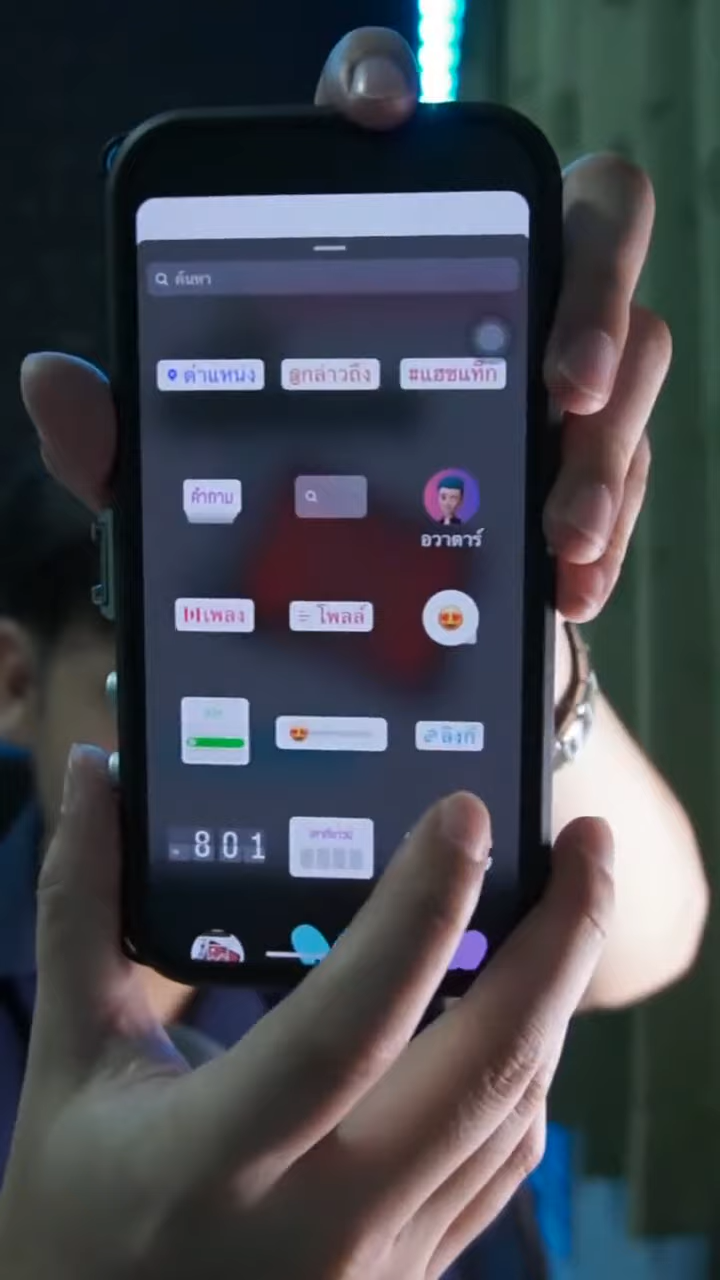 ค้นหา
ตำแหน่ง
@กล่าวถึง
#แฮชแท็ก
คำถาม
อวาตาร์
เพลง
โพลล์
ลิงก์
801